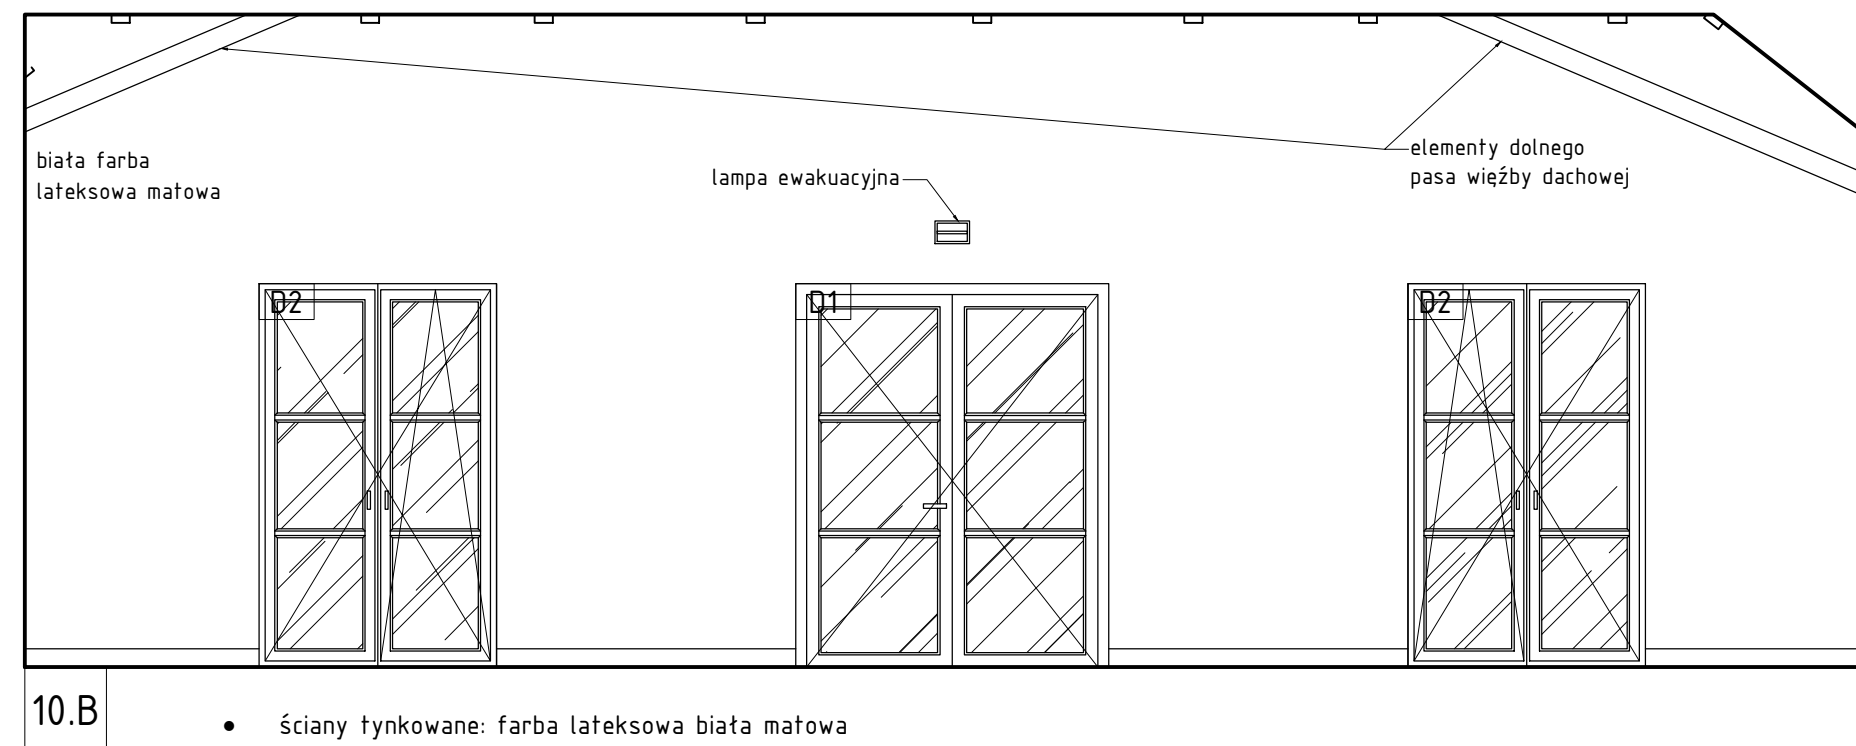 biała farba
lateksowa matowa
lampa ewakuacyjna
elementy dolnego
pasa więźby dachowej
D2
D1
D2
10.B
• ściany tynkowane: farba lateksowa biała matowa